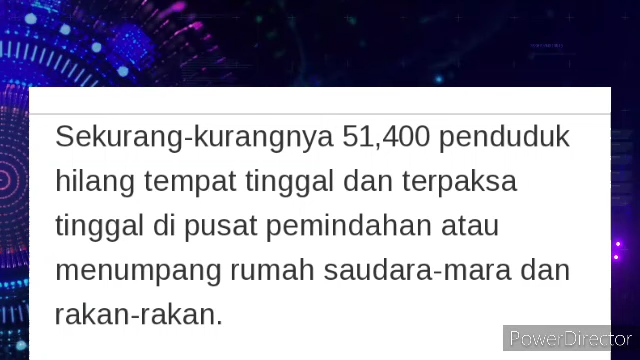 Sekurang-kurangnya 51,400 penduduk
hilang tempat tinggal dan terpaksa
tinggal di pusat pemindahan atau
menumpang rumah saudara-mara dan
rakan-rakan.
PowerDirector